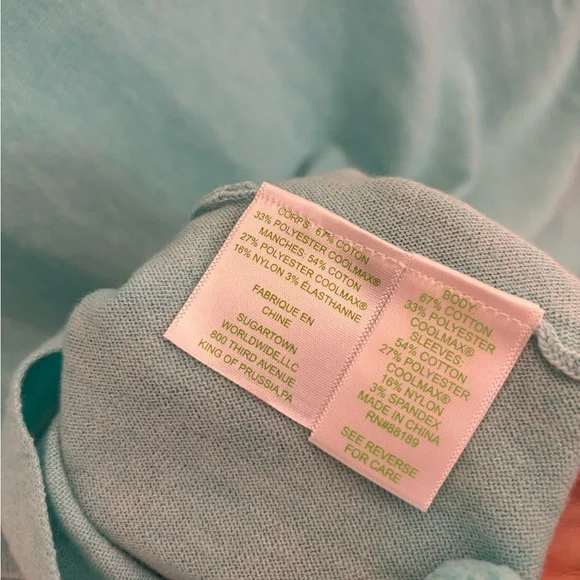 CORPS: 67% COTON
33% POLYESTER COOLMAX®
MANCHES: 54% COTON
27% POLYESTER COOLMAX®
16% NYLON 3% ÉLASTHANNE
FABRIQUE EN
CHINE
SUGARTOWN
WORLDWIDE,LLC
800 THIRD AVENUE
KING OF PRUSSIA,PA
BODY
67% COTTON
33% POLYESTER
COOLMAX®
SLEEVES:
54% COTTON
27% POLYESTER
COOLMAX®
16% NYLON
3% SPANDEX
MADE IN CHINA
RN#88189
SEE REVERSE
FOR CARE